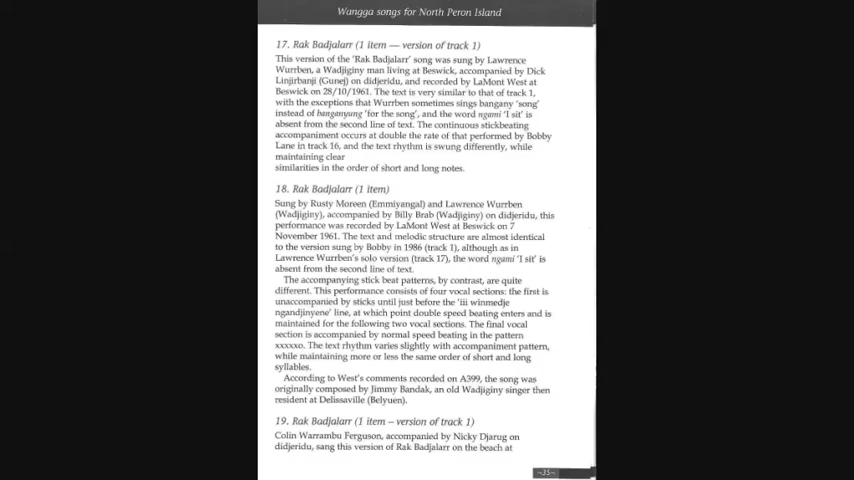 Wangga songs for North Peron Island
17. Rak Badjalarr (1 item — version of track 1)
This version of the 'Rak Badjalarr' song was sung by Lawrence
Wurrben, a Wadjiginy man living at Beswick, accompanied by Dick
Linjirbanji (Gunej) on didjeridu, and recorded by LaMont West at
Beswick on 28/10/1961. The text is very similar to that of track 1,
with the exceptions that Wurrben sometimes sings bangany 'song'
instead of banganyung 'for the song', and the word ngami 'I sit' is
absent from the second line of text. The continuous stickbeating
accompaniment occurs at double the rate of that performed by Bobby
Lane in track 16, and the text rhythm is swung differently, while
maintaining clear
similarities in the order of short and long notes.
18. Rak Badjalarr (1 item)
Sung by Rusty Moreen (Emmiyangal) and Lawrence Wurrben
(Wadjiginy), accompanied by Billy Brab (Wadjiginy) on didjeridu, this
performance was recorded by LaMont West at Beswick on 7
November 1961. The text and melodic structure are almost identical
to the version sung by Bobby in 1986 (track 1), although as in
Lawrence Wurrben's solo version (track 17), the word ngami 'I sit' is
absent from the second line of text.
The accompanying stick beat patterns, by contrast, are quite
different. This performance consists of four vocal sections: the first is
unaccompanied by sticks until just before the 'iii winmedje
ngandjinyene' line, at which point double speed beating enters and is
maintained for the following two vocal sections. The final vocal
section is accompanied by normal speed beating in the pattern
xxxxxo. The text rhythm varies slightly with accompaniment pattern,
while maintaining more or less the same order of short and long
syllables.
According to West's comments recorded on A399, the song was
originally composed by Jimmy Bandak, an old Wadjiginy singer then
resident at Delissaville (Belyuen).
19. Rak Badjalarr (1 item – version of track 1)
Colin Warrambu Ferguson, accompanied by Nicky Djarug on
didjeridu, sang this version of Rak Badjalarr on the beach at
~35~